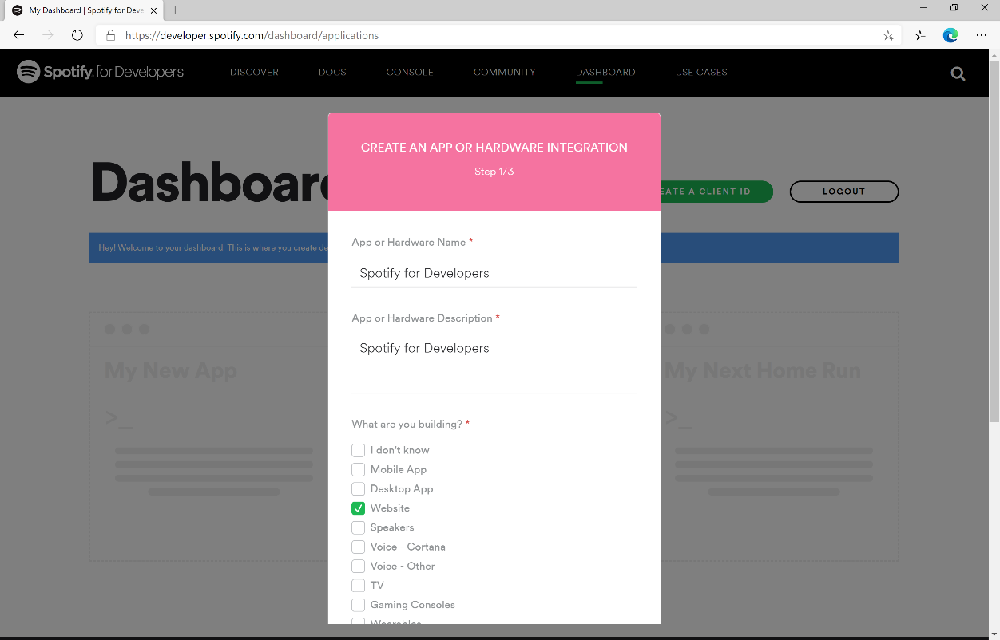 My Dashboard | Spotify for Deve
https://developer.spotify.com/dashboard/applications
Spotify for Developers
DISCOVER
DOCS
CONSOLE
COMMUNITY
DASHBOARD
USE CASES
CREATE AN APP OR HARDWARE INTEGRATION
Step 1/3
Dashboar
EATE A CLIENT ID
LOGOUT
Hey! Welcome to your dashboard. This is where you create de
App or Hardware Name *
Spotify for Developers
App or Hardware Description *
Spotify for Developers
My New App
My Next Home Run
>_
>_
What are you building? *
I don't know
Mobile App
Desktop App
Website
Speakers
Voice - Cortana
Voice - Other
TV
Gaming Consoles
Wearables